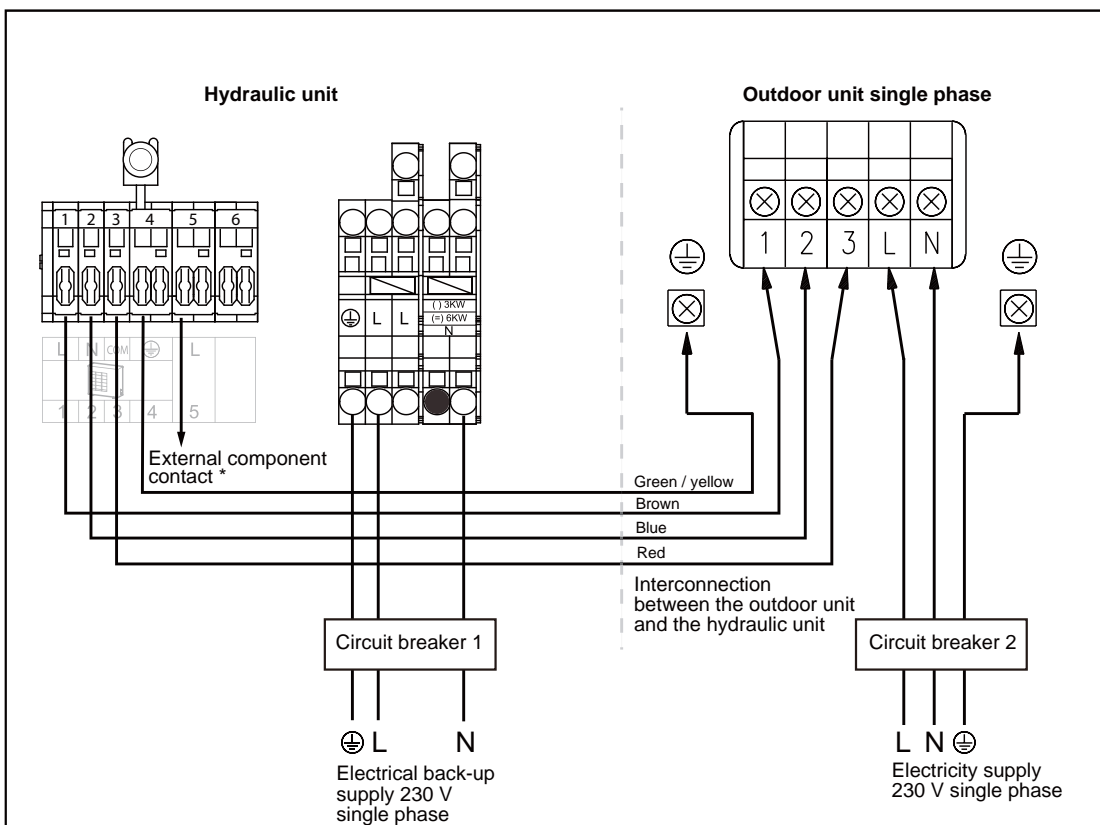 Hydraulic unit
Outdoor unit single phase
1 2 3 4 5 6
L N COM L
1 2 3 4 5
( ) 3KW
(=) 6KW
L L N
1 2 3 L N
External component
contact *
Green / yellow
Brown
Blue
Red
Interconnection
between the outdoor unit
and the hydraulic unit
Circuit breaker 1
Circuit breaker 2
L N
L N
Electrical back-up
supply 230 V
single phase
Electricity supply
230 V single phase